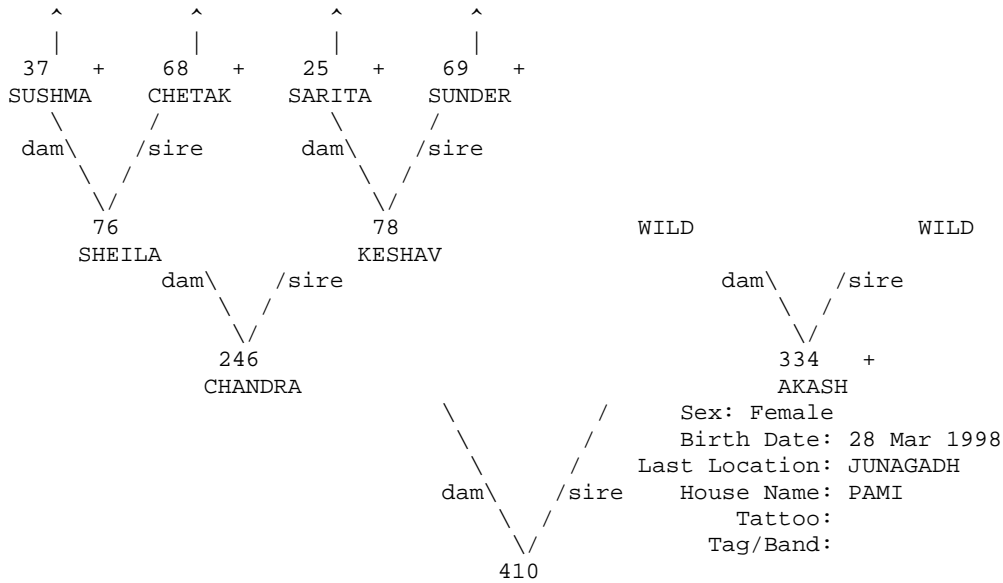 ^ ^ ^ ^
| | | |
37 + 68 + 25 + 69 +
SUSHMA CHETAK SARITA SUNDER
\ / \ /
dam\ /sire dam\ /sire
\ / \ /
\/ \/
76 78 WILD WILD
SHEILA KESHAV
dam\ /sire dam\ /sire
\ / \ /
\/ \/
246 334 +
CHANDRA AKASH
\ / Sex: Female
\ / Birth Date: 28 Mar 1998
\ / Last Location: JUNAGADH
dam\ /sire House Name: PAMI
\ / Tattoo:
\/ Tag/Band:
410